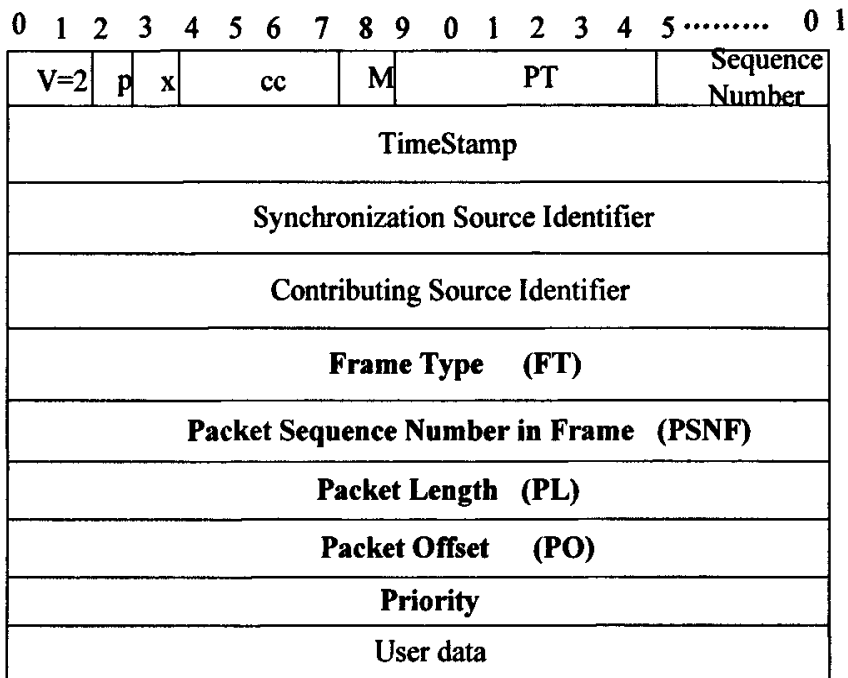 0 1 2 3 4 5 6 7 8 9 0 1 2 3 4 5 ········· 0 1
V=2 p x cc M PT Sequence
Number
TimeStamp
Synchronization Source Identifier
Contributing Source Identifier
Frame Type (FT)
Packet Sequence Number in Frame (PSNF)
Packet Length (PL)
Packet Offset (PO)
Priority
User data